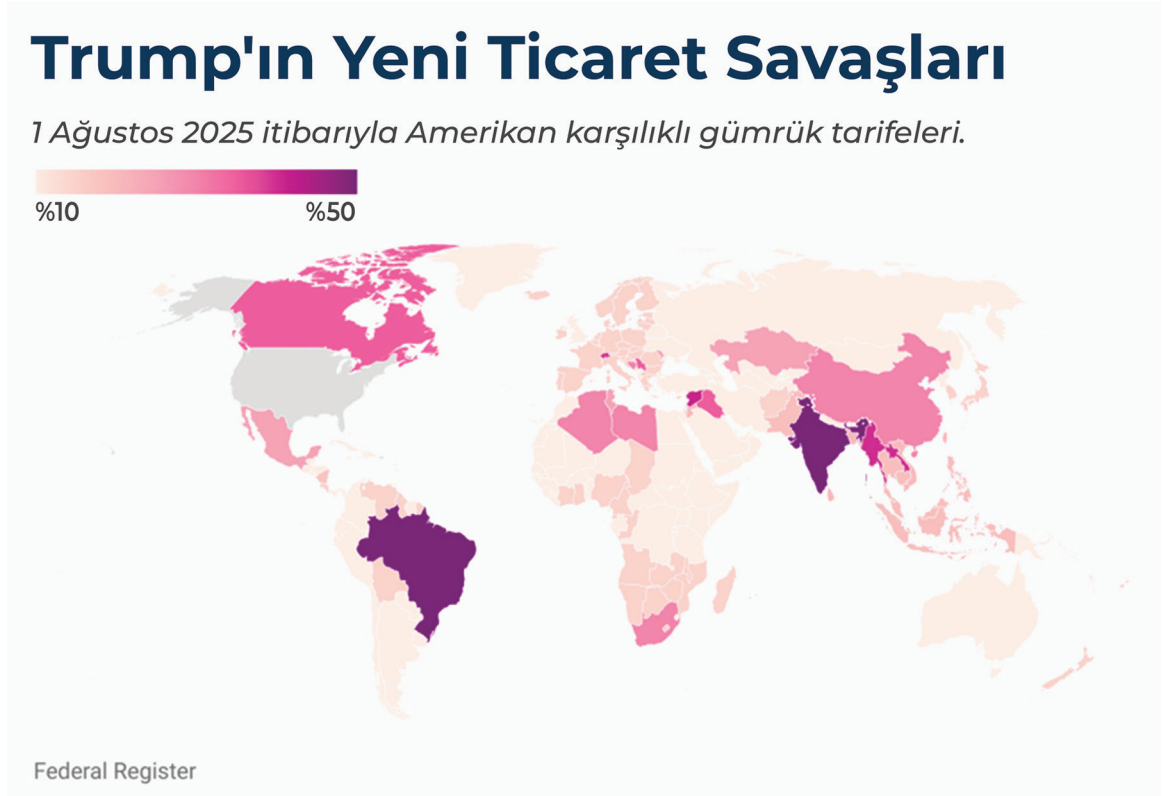 Trump'ın Yeni Ticaret Savaşları
1 Ağustos 2025 itibarıyla Amerikan karşılıklı gümrük tarifeleri.
%10 %50
Federal Register